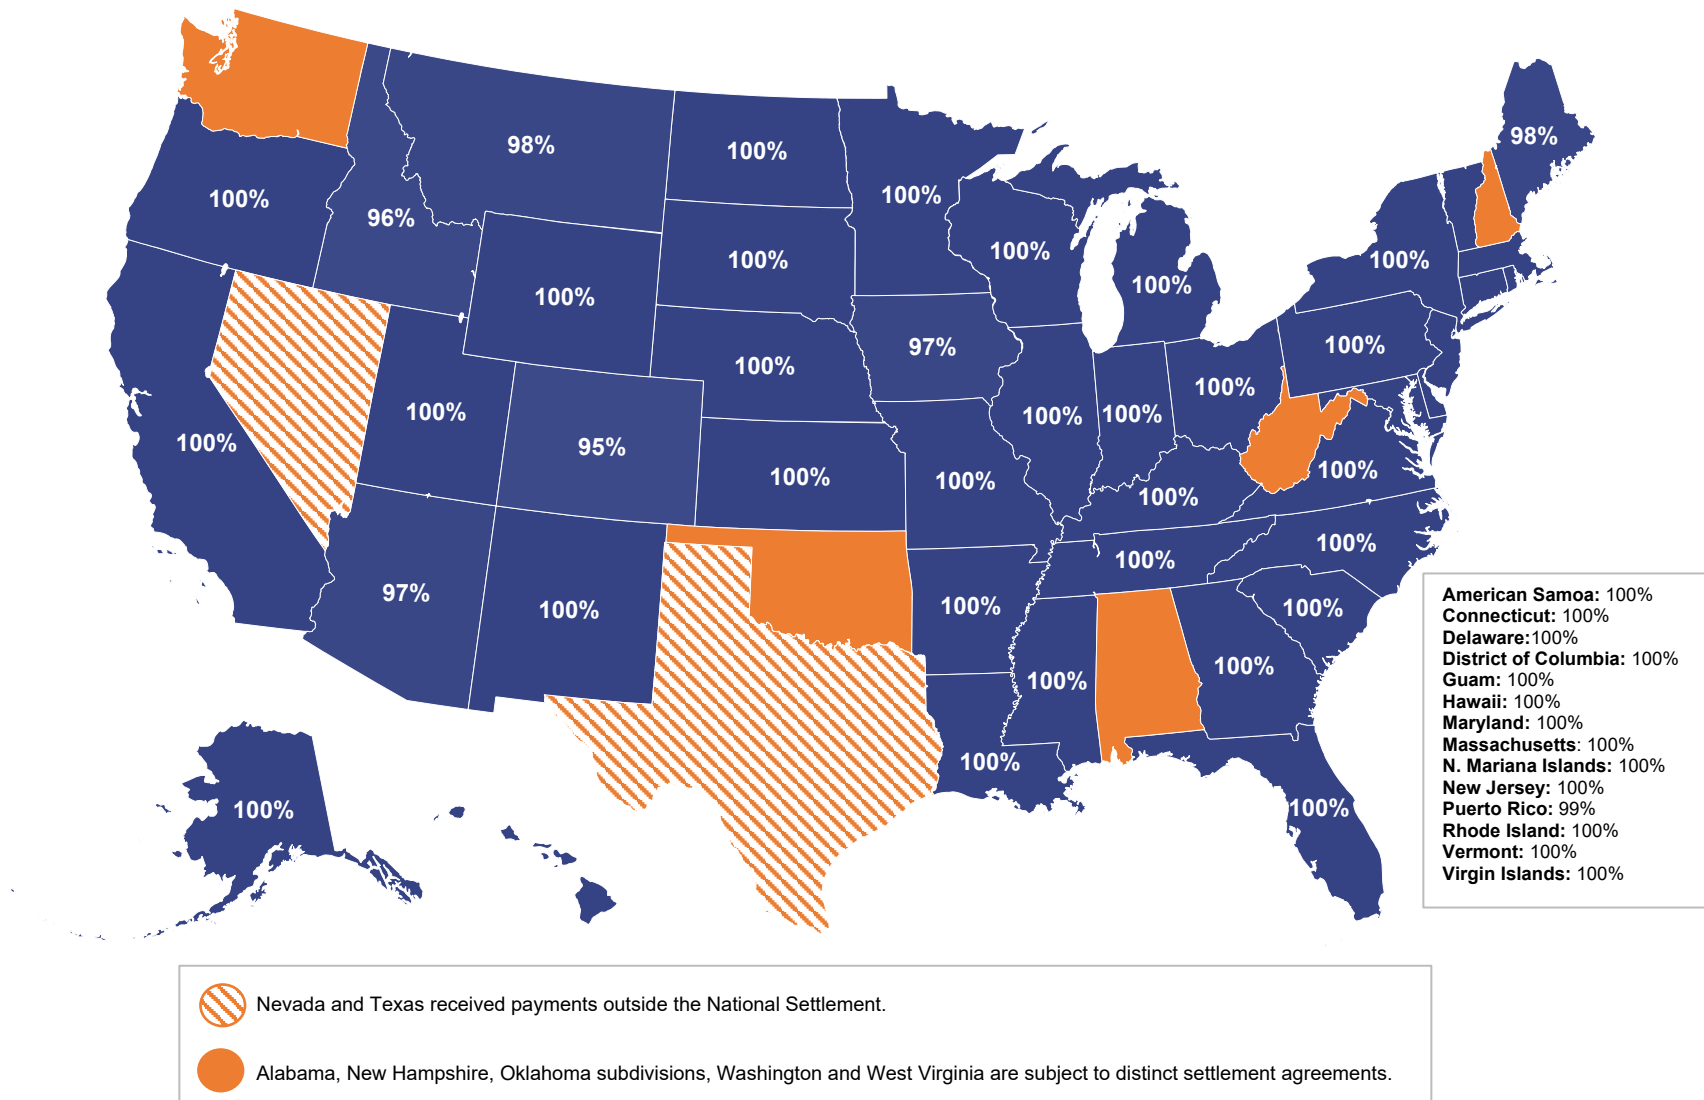 98%
98%
100%
100%
100%
100%
96%
100%
100%
100%
100%
100%
100%
97%
100%
100%
100%
100%
100%
100%
100%
95%
100%
100%
100%
100%
100%
100%
100%
97%
100%
100%
100%
100%
100%
100%
100%
100%
100%
American Samoa: 100%
Connecticut: 100%
Delaware:100%
District of Columbia: 100%
Guam: 100%
Hawaii: 100%
Maryland: 100%
Massachusetts: 100%
N. Mariana Islands: 100%
New Jersey: 100%
Puerto Rico: 99%
Rhode Island: 100%
Vermont: 100%
Virgin Islands: 100%
Nevada and Texas received payments outside the National Settlement.
Alabama, New Hampshire, Oklahoma subdivisions, Washington and West Virginia are subject to distinct settlement agreements.